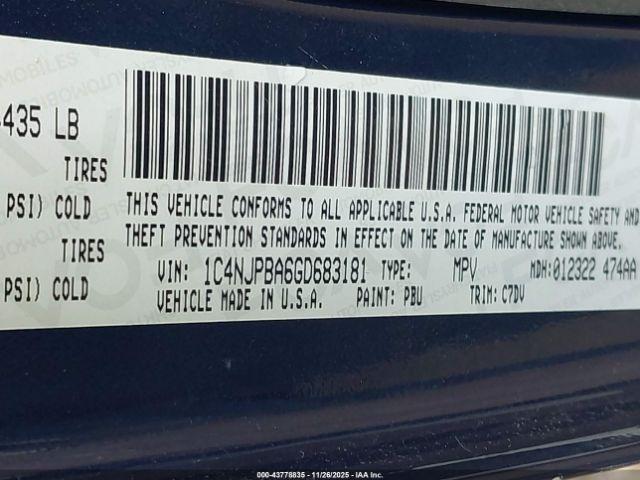 435 LB
TIRES
PSI) COLD
TIRES
PSI) COLD
THIS VEHICLE CONFORMS TO ALL APPLICABLE U.S.A. FEDERAL MOTOR VEHICLE SAFETY AND
THEFT PREVENTION STANDARDS IN EFFECT ON THE DATE OF MANUFACTURE SHOWN ABOVE.
VIN: 1C4NJPBA6GD683181 TYPE: MPV MDH: 012322 474AA
VEHICLE MADE IN U.S.A. PAINT: PBU TRIM: C7DV
000-43778835 - 11/26/2025 - IAA Inc.